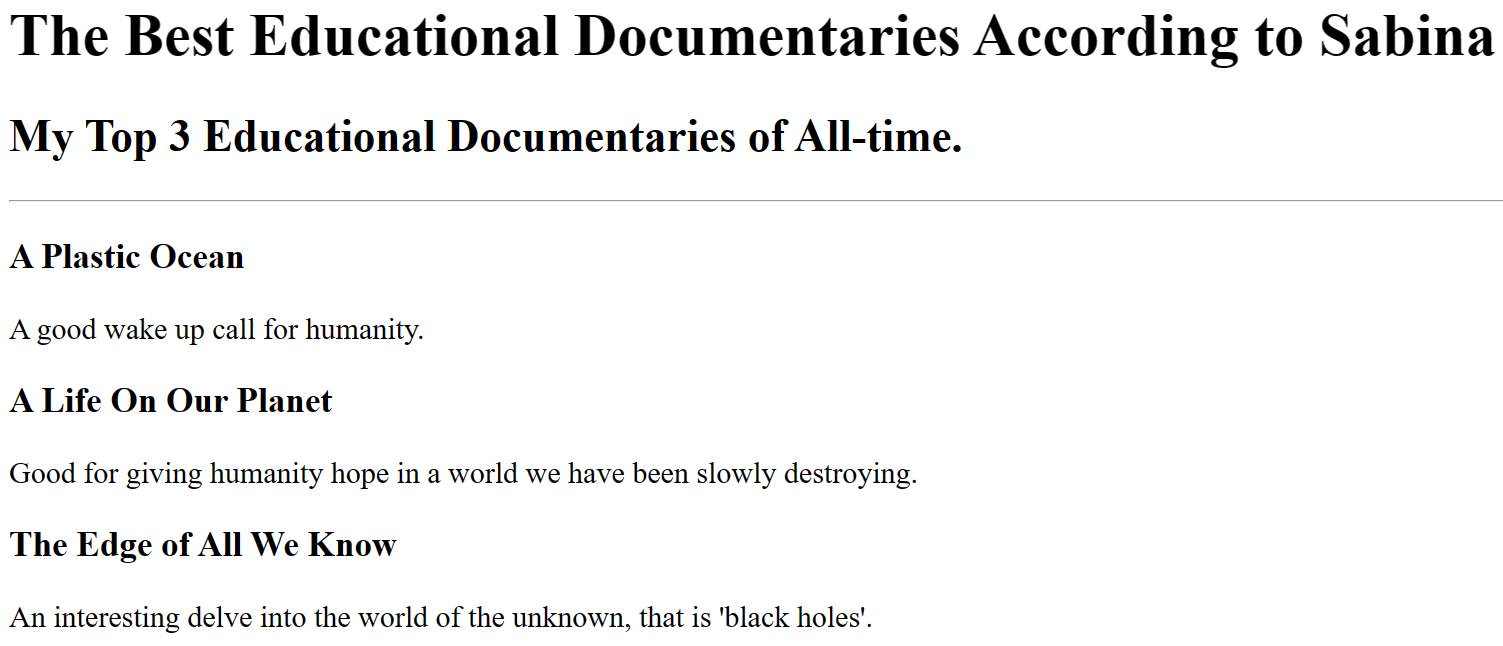 The Best Educational Documentaries According to Sabina
My Top 3 Educational Documentaries of All-time.
A Plastic Ocean
A good wake up call for humanity.
A Life On Our Planet
Good for giving humanity hope in a world we have been slowly destroying.
The Edge of All We Know
An interesting delve into the world of the unknown, that is 'black holes'.